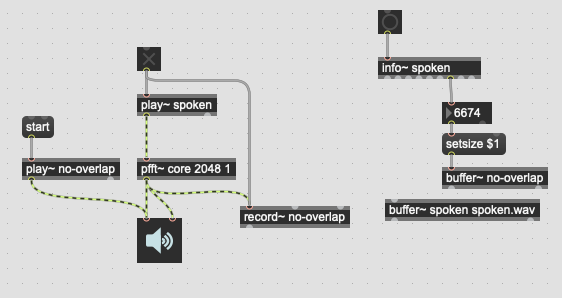 info~ spoken
play~ spoken
6674
start
setsize $1
play~ no-overlap
pfft~ core 2048 1
buffer~ no-overlap
record~ no-overlap
buffer~ spoken spoken.wav